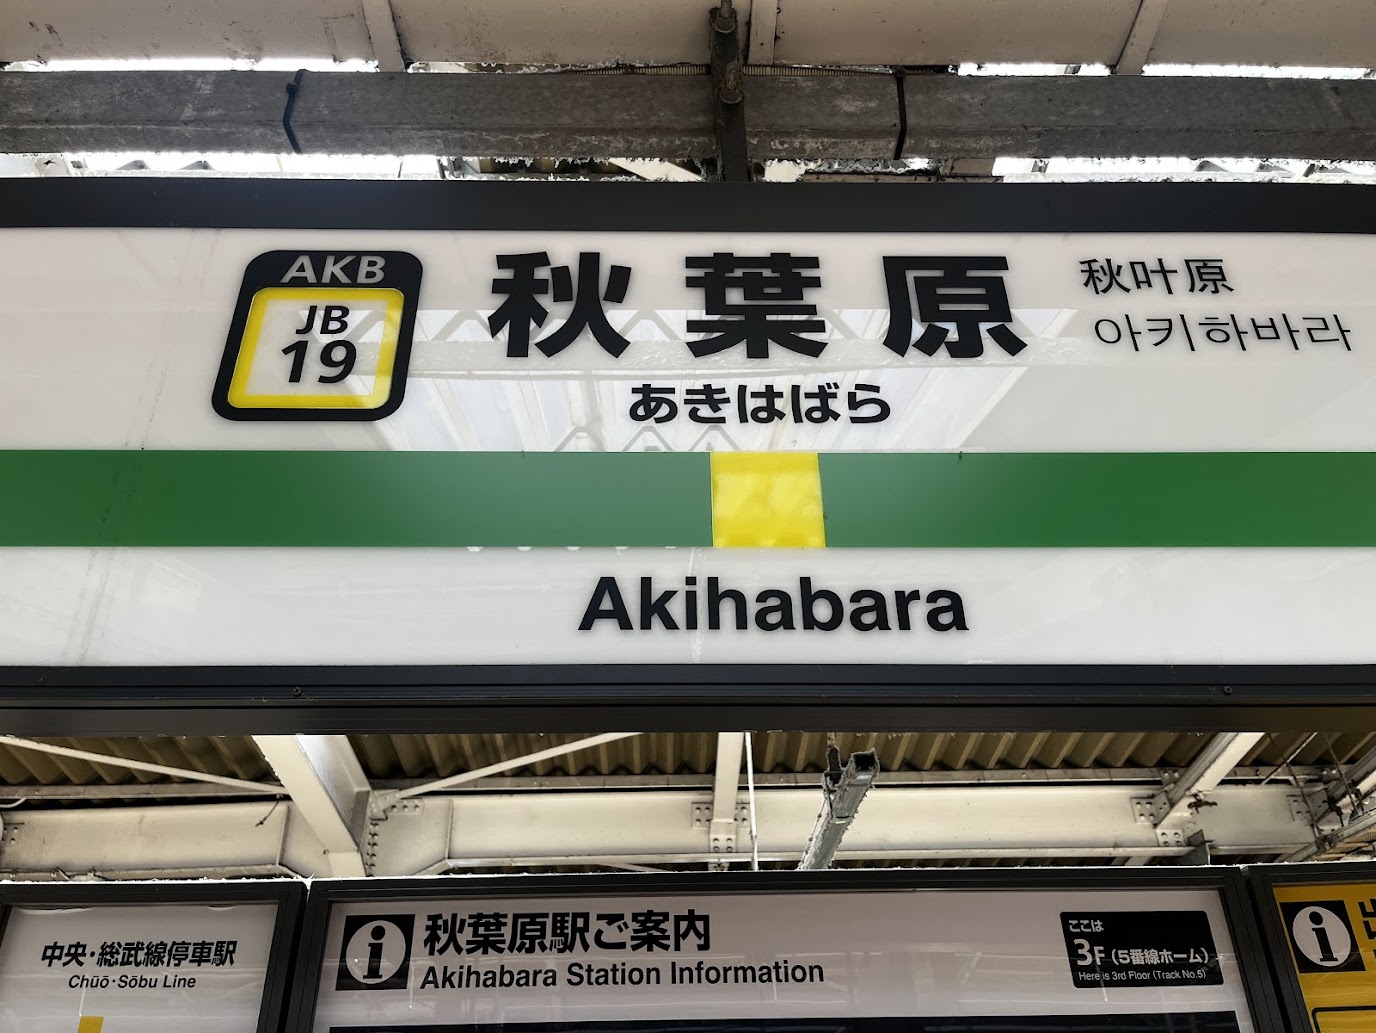 AKB
JB
19
秋葉原
あきはばら
秋叶原
아키하바라
Akihabara
中央・総武線停車駅
Chūō・Sōbu Line
i
秋葉原駅ご案内
Akihabara Station Information
ここは
3F（5番線ホーム）
Here is 3rd Floor (Track No.5)
i